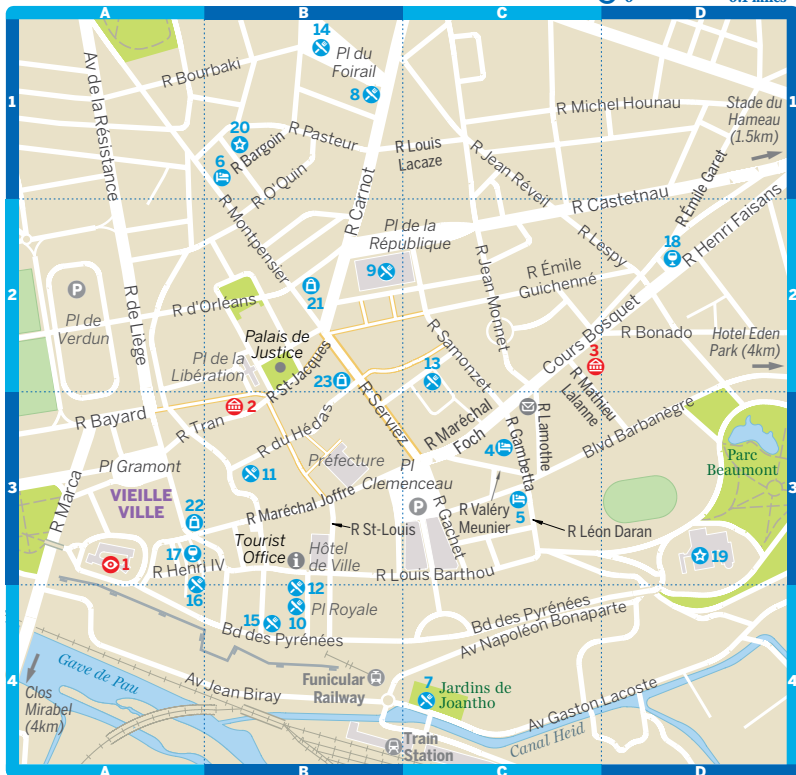 0
0.1 miles
A
B
C
D
14
Pl du
Foirail
R Bourbaki
8
Av de la Résistance
1
1
R Michel Hounau
Stade du
Hameau
(1.5km)
20
R Pasteur
R Bargoin
6
R O'Quin
R Louis
Lacaze
R Jean Réveil
R Émile Garet
R Carnot
R Castetnau
R Montpensier
Pl de la
République
R Lespy
18
R Henri Faisans
9
R Émile
Guichenné
R Jean Monnet
2
2
P
Pl de
Verdun
R de Liège
R d'Orléans
21
Cours Bosquet
R Bonado
Hotel Eden
Park (4km)
Palais de
Justice
Pl de la
Libération
R St-Jacques
R Samonzet
13
3
23
R Serviez
R Mathieu
Lalanne
R Bayard
2
R Tran
R du Hédas
R Maréchal
Foch
R Lamothe
R Gambetta
Blvd Barbanègre
4
Pl Gramont
Préfecture
Pl
Clemenceau
Parc
Beaumont
11
3
3
VIEILLE
VILLE
R Marca
R Maréchal Joffre
P
R Gachet
R Valéry
Meunier
5
22
R St-Louis
R Léon Daran
17
Tourist
Office
Hôtel
de Ville
1
R Henri IV
19
R Louis Barthou
16
12
Pl Royale
15
10
Bd des Pyrénées
Bd des Pyrénées
Av Napoléon Bonaparte
Gave de Pau
4
4
Clos
Mirabel
(4km)
Av Jean Biray
Funicular
Railway
7
Jardins de
Joantho
Av Gaston Lacoste
Canal Heid
Train
Station
A
B
C
D